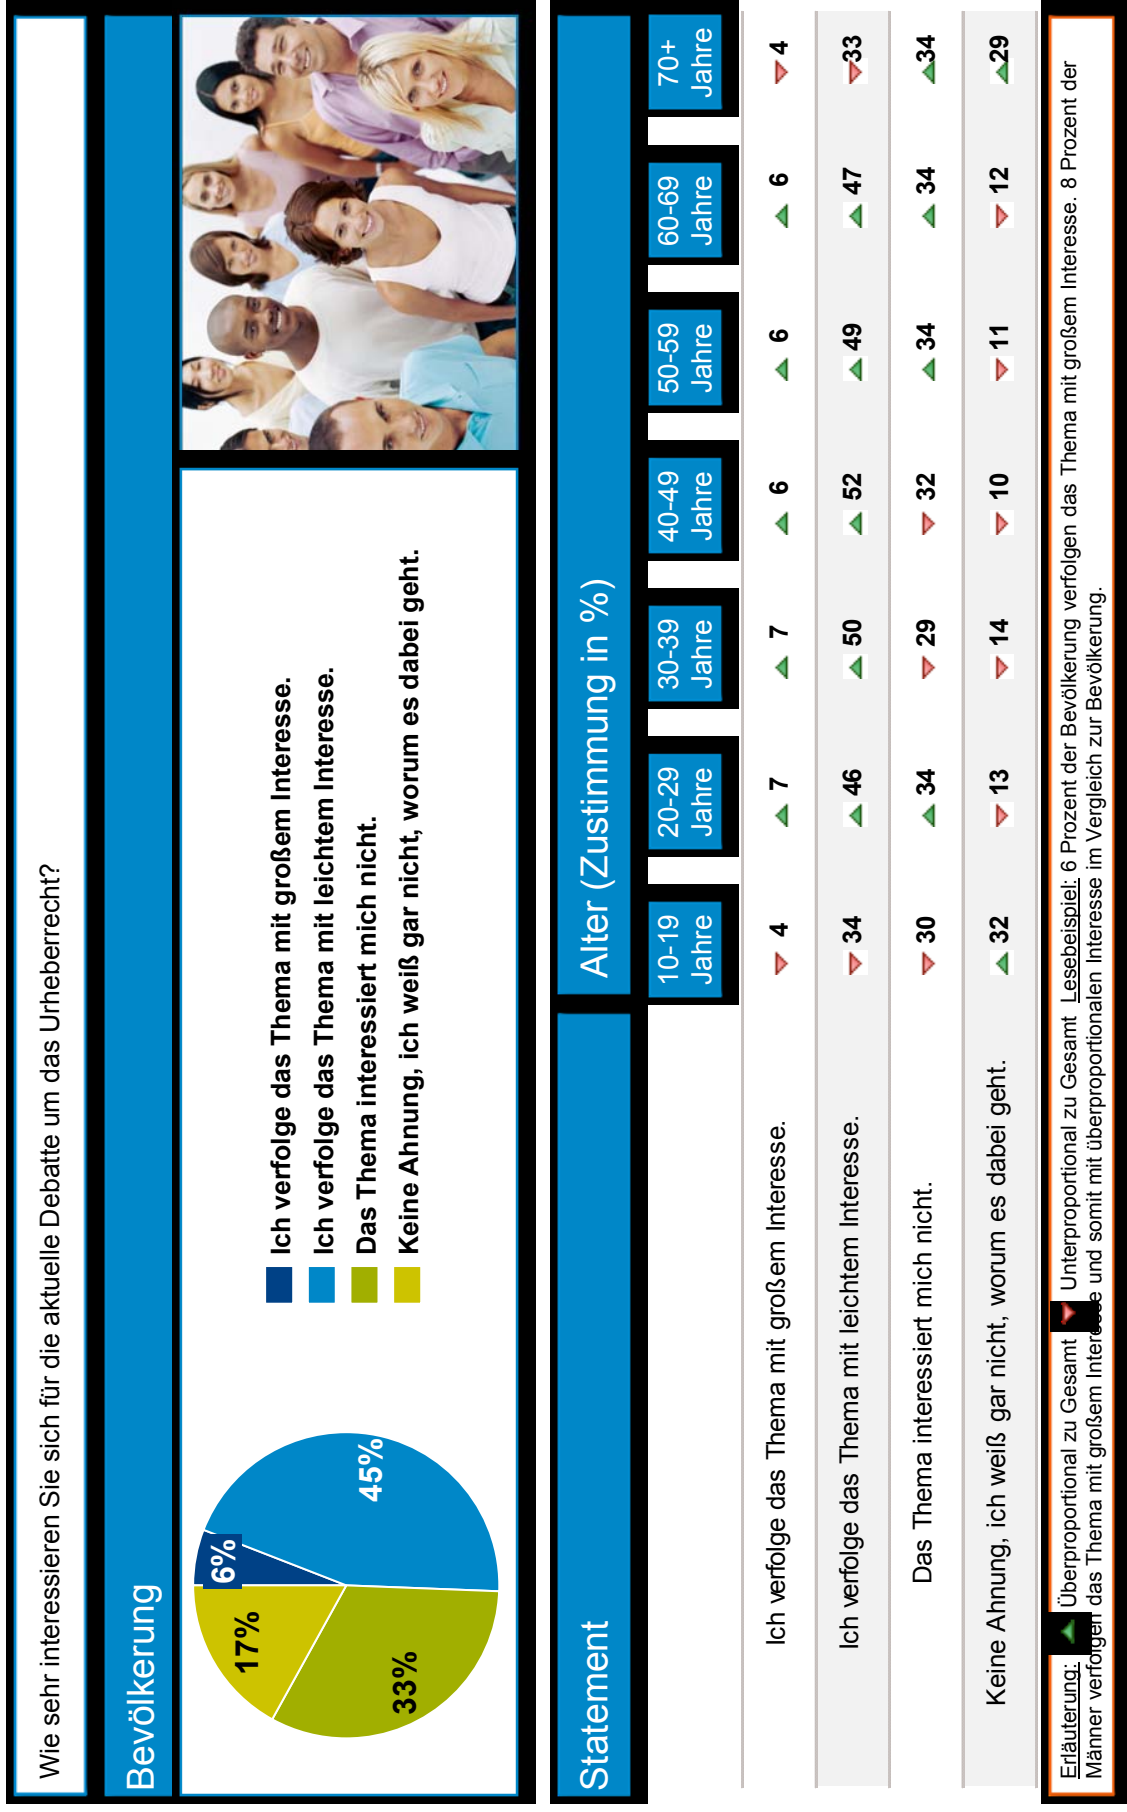 Wie sehr interessieren Sie sich für die aktuelle Debatte um das Urheberrecht?
Bevölkerung
6%
45%
33%
17%
Ich verfolge das Thema mit großem Interesse.
Ich verfolge das Thema mit leichtem Interesse.
Das Thema interessiert mich nicht.
Keine Ahnung, ich weiß gar nicht, worum es dabei geht.
Statement
Alter (Zustimmung in %)
10-19 Jahre
20-29 Jahre
30-39 Jahre
40-49 Jahre
50-59 Jahre
60-69 Jahre
70+ Jahre
Ich verfolge das Thema mit großem Interesse. 4 7 7 6 6 6 4
Ich verfolge das Thema mit leichtem Interesse. 34 46 50 52 49 47 33
Das Thema interessiert mich nicht. 30 34 29 32 34 34 34
Keine Ahnung, ich weiß gar nicht, worum es dabei geht. 32 13 14 10 11 12 29
Erläuterung: Überproportional zu Gesamt Unterproportional zu Gesamt Lesebeispiel: 6 Prozent der Bevölkerung verfolgen das Thema mit großem Interesse. 8 Prozent der
Männer verfolgen das Thema mit großem Interesse und somit mit überproportionalen Interesse im Vergleich zur Bevölkerung.